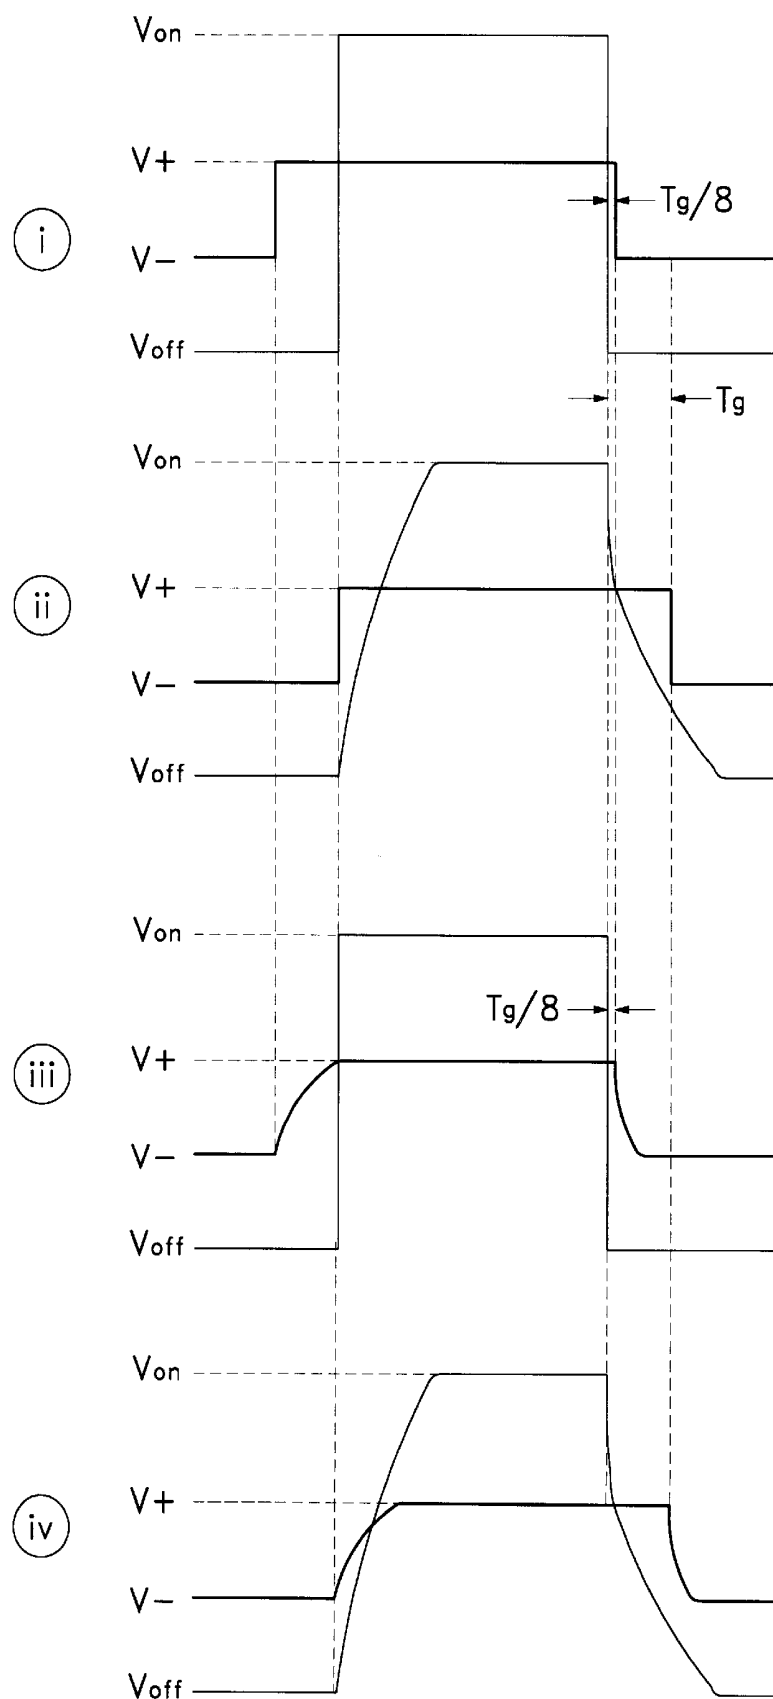 Von
V+
Tg/8
i
V-
Voff
Tg
Von
V+
ii
V-
Voff
Von
Tg/8
V+
iii
V-
Voff
Von
V+
iv
V-
Voff